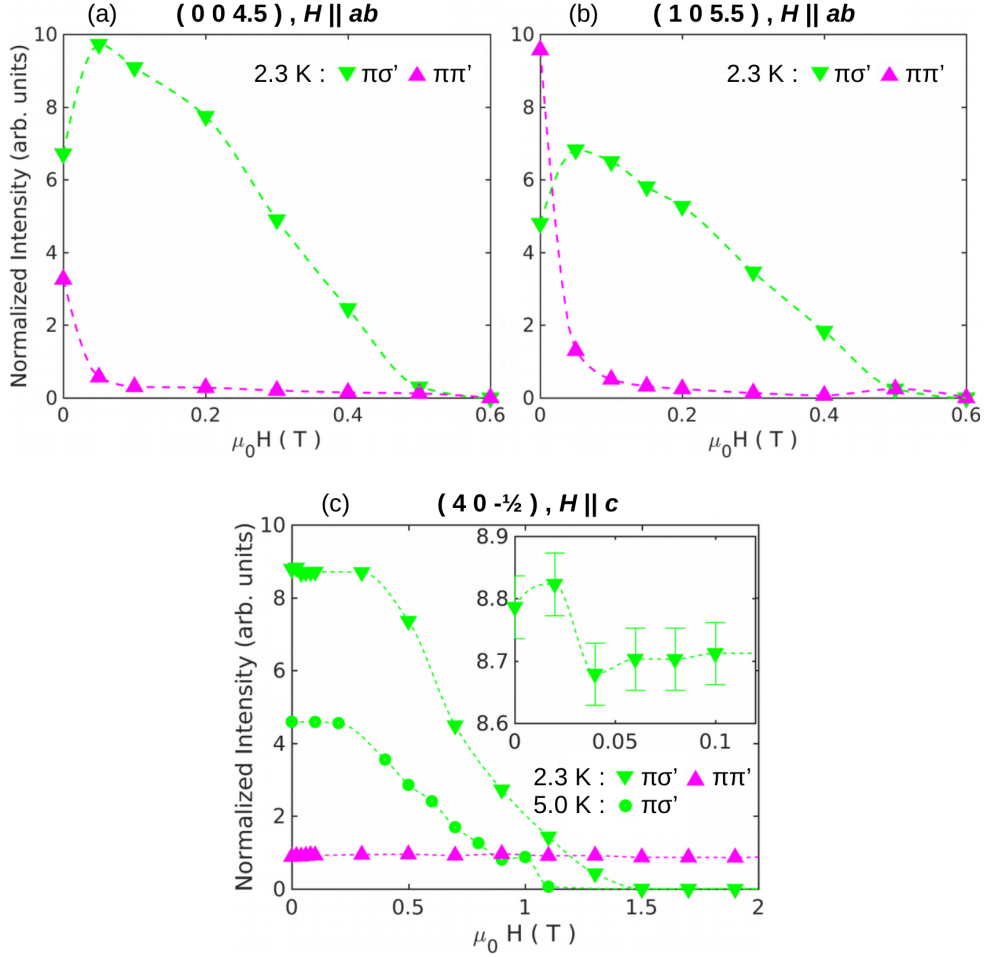 (a) ( 0 0 4.5 ) , H || ab
10
8
6
4
2
0
Normalized Intensity (arb. units)
2.3 K : πσ’ ππ’
0 0.2 0.4 0.6
μ0H ( T )
(b) ( 1 0 5.5 ) , H || ab
10
8
6
4
2
0
2.3 K : πσ’ ππ’
0 0.2 0.4 0.6
μ0H ( T )
(c) ( 4 0 -½ ) , H || c
10
8
6
4
2
0
Normalized Intensity (arb. units)
8.9
8.8
8.7
8.6
0 0.05 0.1
2.3 K : πσ’ ππ’
5.0 K : πσ’
0 0.5 1 1.5 2
μ0 H ( T )